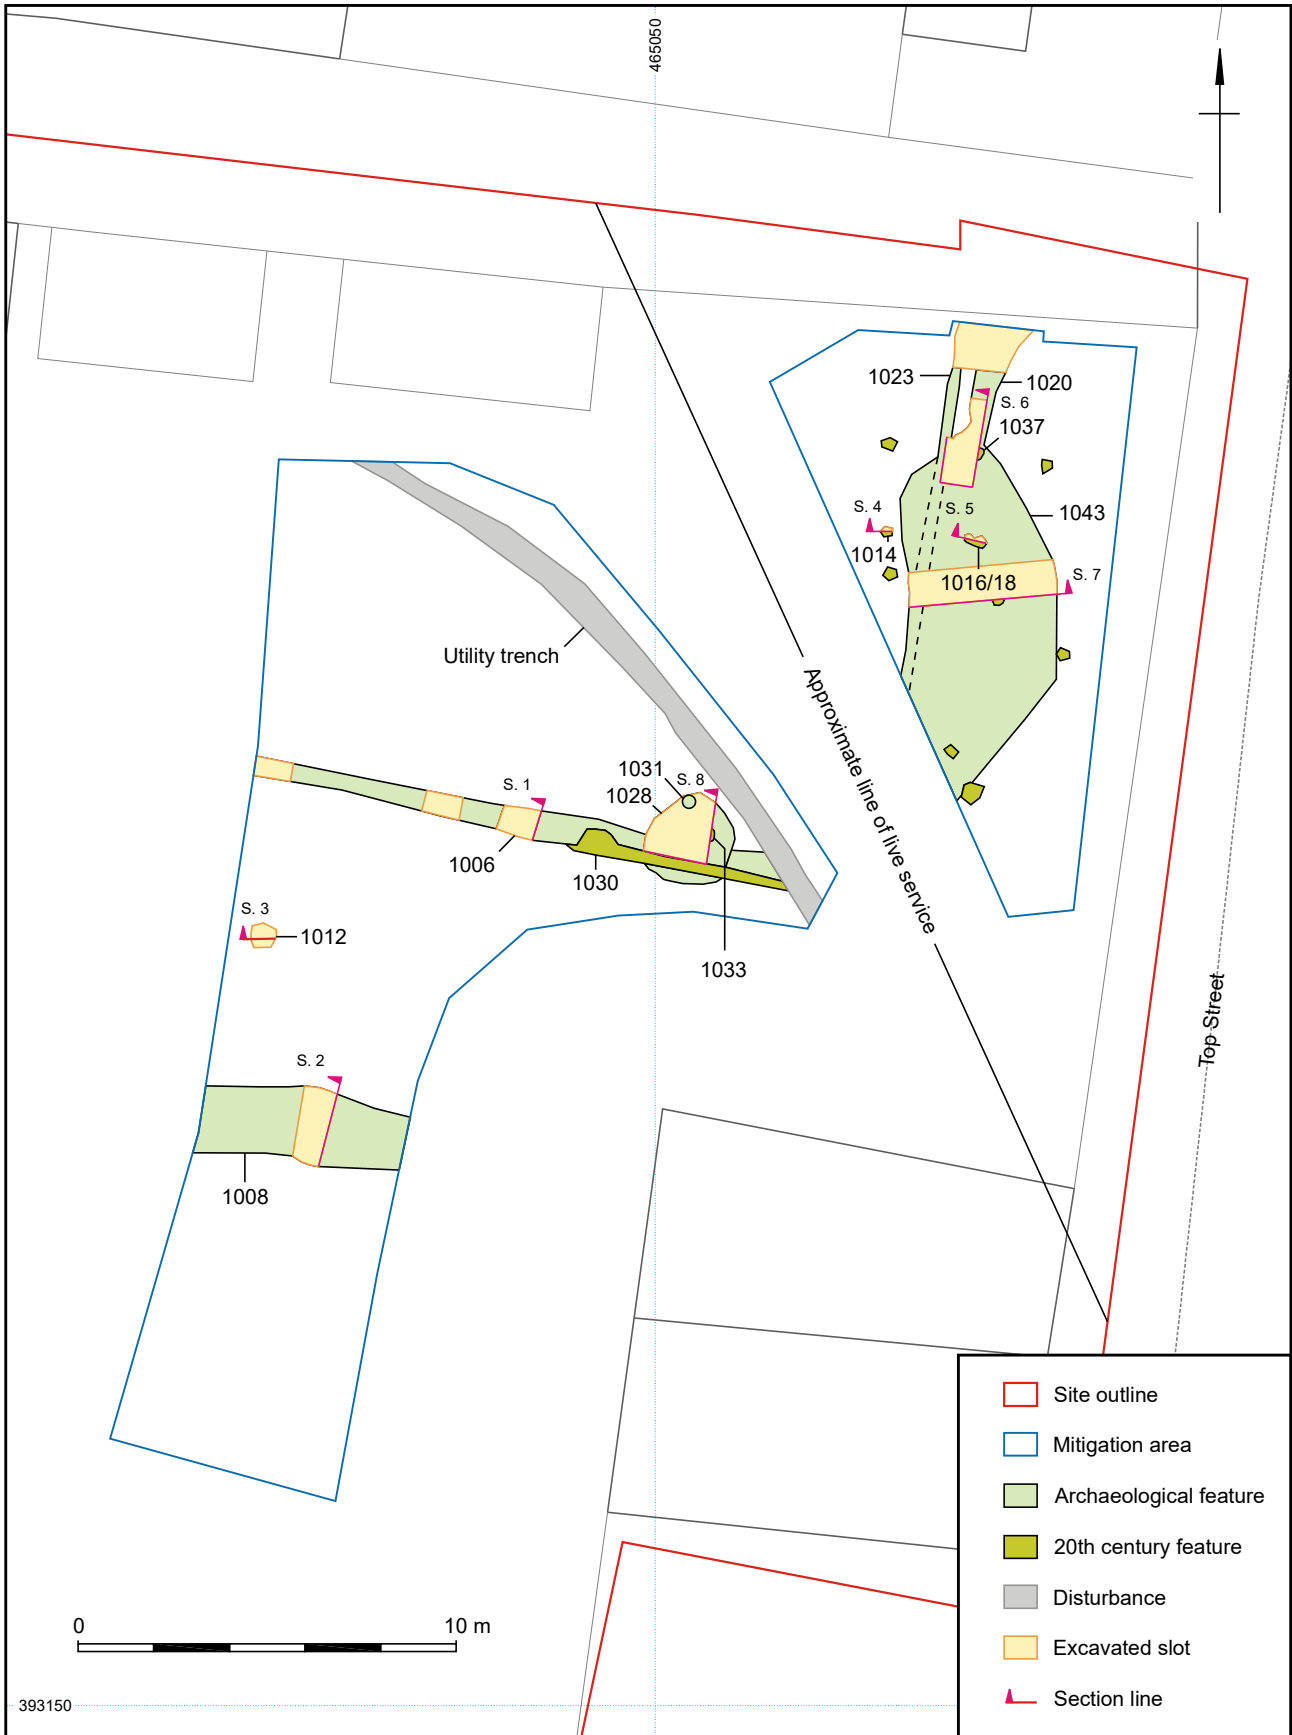 465050
1023
1020
S. 6
1037
S. 4
S. 5
1043
1014
1016/18
S. 7
Utility trench
Approximate line of live service
1031
S. 8
S. 1
1028
1006
1030
S. 3
1012
1033
Top Street
S. 2
1008
Site outline
Mitigation area
Archaeological feature
20th century feature
Disturbance
Excavated slot
Section line
0 10 m
393150